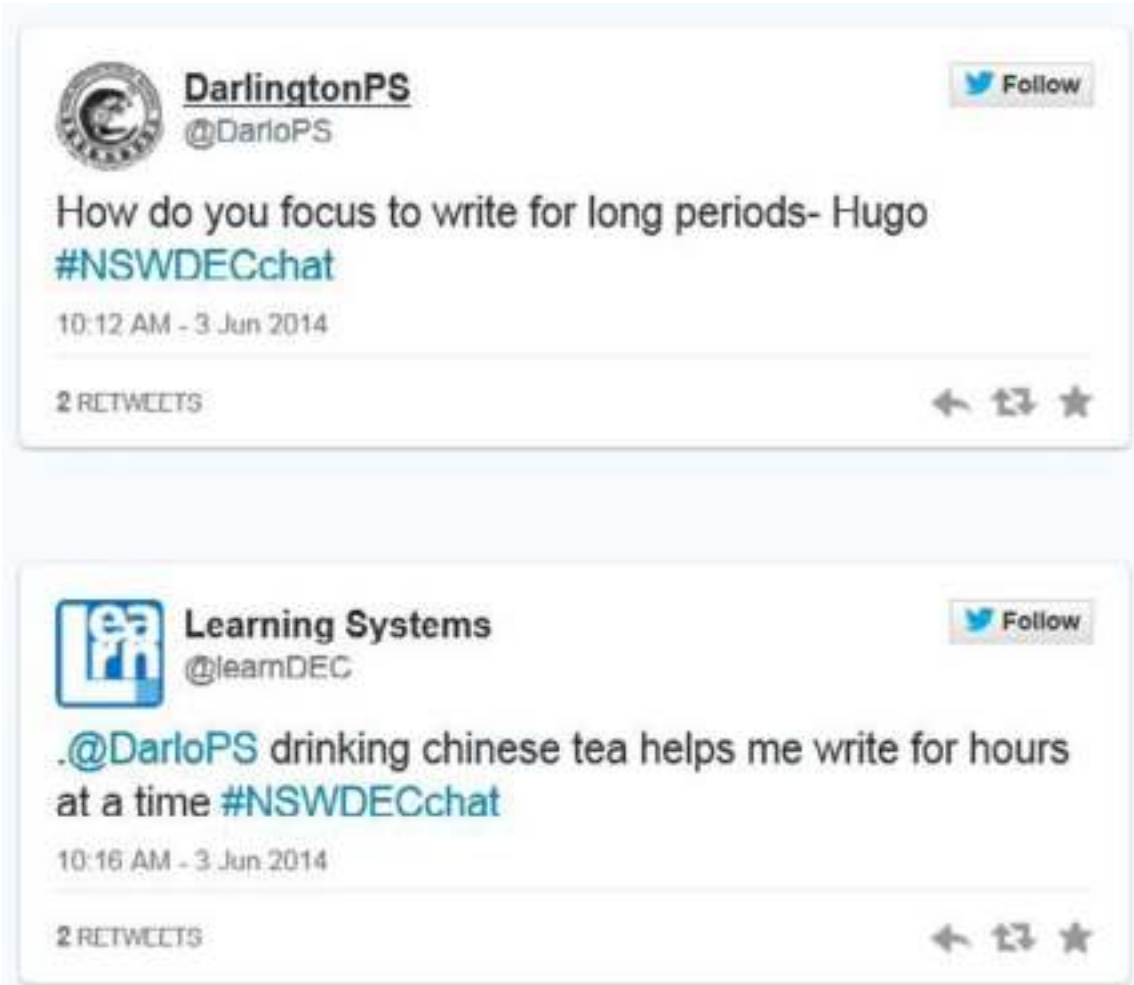 DarlingtonPS
@DarloPS
Follow
How do you focus to write for long periods- Hugo
#NSWDECchat
10:12 AM - 3 Jun 2014
2 RETWEETS
Learn
Learning Systems
@learnDEC
Follow
.@DarloPS drinking chinese tea helps me write for hours
at a time #NSWDECchat
10:16 AM - 3 Jun 2014
2 RETWEETS